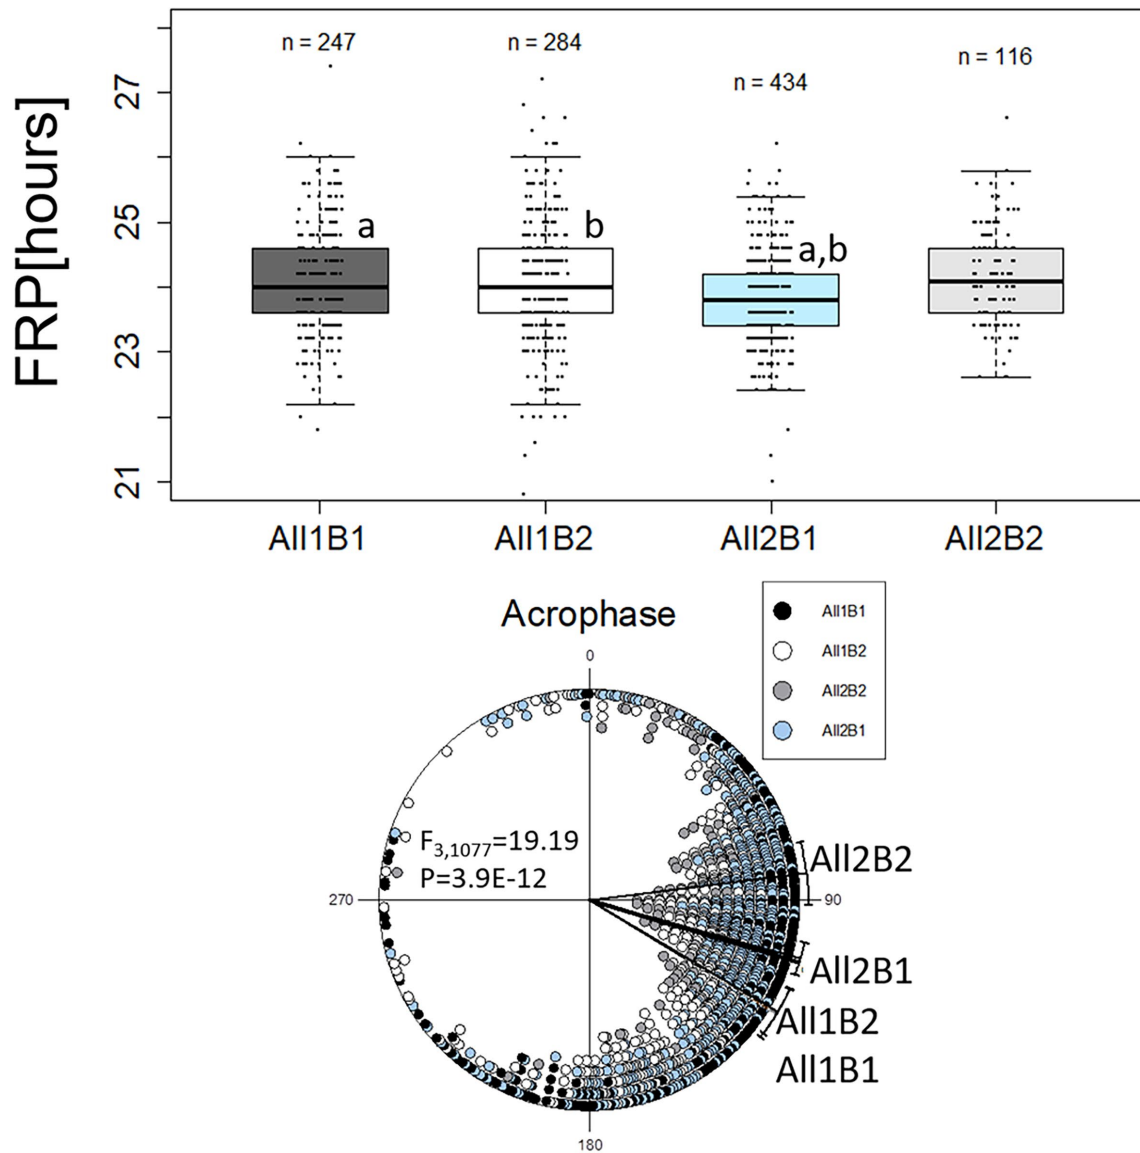 n = 247
n = 284
n = 434
n = 116
FRP[hours]
27
25
23
21
a
b
a,b
All1B1
All1B2
All2B1
All2B2
Acrophase
All1B1
All1B2
All2B2
All2B1
0
F3,1077=19.19
P=3.9E-12
270
90
180
All2B2
All2B1
All1B2
All1B1